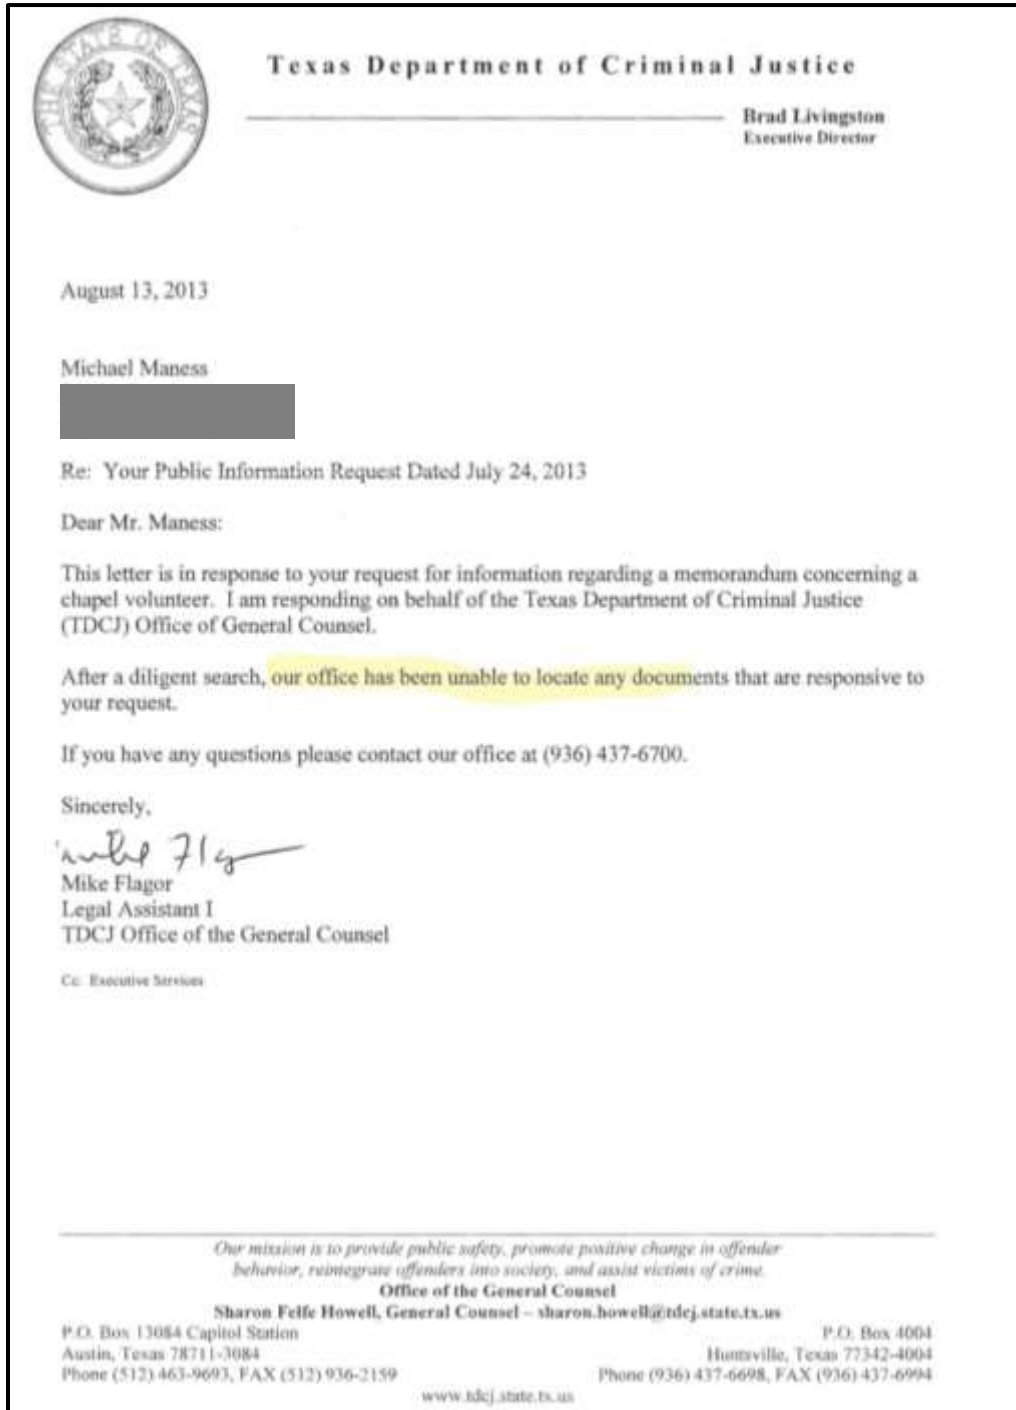 THE STATE OF TEXAS
Texas Department of Criminal Justice
Brad Livingston
Executive Director
August 13, 2013
Michael Maness
Re: Your Public Information Request Dated July 24, 2013
Dear Mr. Maness:
This letter is in response to your request for information regarding a memorandum concerning a
chapel volunteer. I am responding on behalf of the Texas Department of Criminal Justice
(TDCJ) Office of General Counsel.
After a diligent search, our office has been unable to locate any documents that are responsive to
your request.
If you have any questions please contact our office at (936) 437-6700.
Sincerely,
Mike Flagor
Legal Assistant I
TDCJ Office of the General Counsel
Cc: Executive Services
Our mission is to provide public safety, promote positive change in offender
behavior, reintegrate offenders into society, and assist victims of crime.
Office of the General Counsel
Sharon Felfe Howell, General Counsel – sharon.howell@tdcj.state.tx.us
P.O. Box 13084 Capitol Station
Austin, Texas 78711-3084
Phone (512) 463-9693, FAX (512) 936-2159
P.O. Box 4004
Huntsville, Texas 77342-4004
Phone (936) 437-6698, FAX (936) 437-6994
www.tdcj.state.tx.us